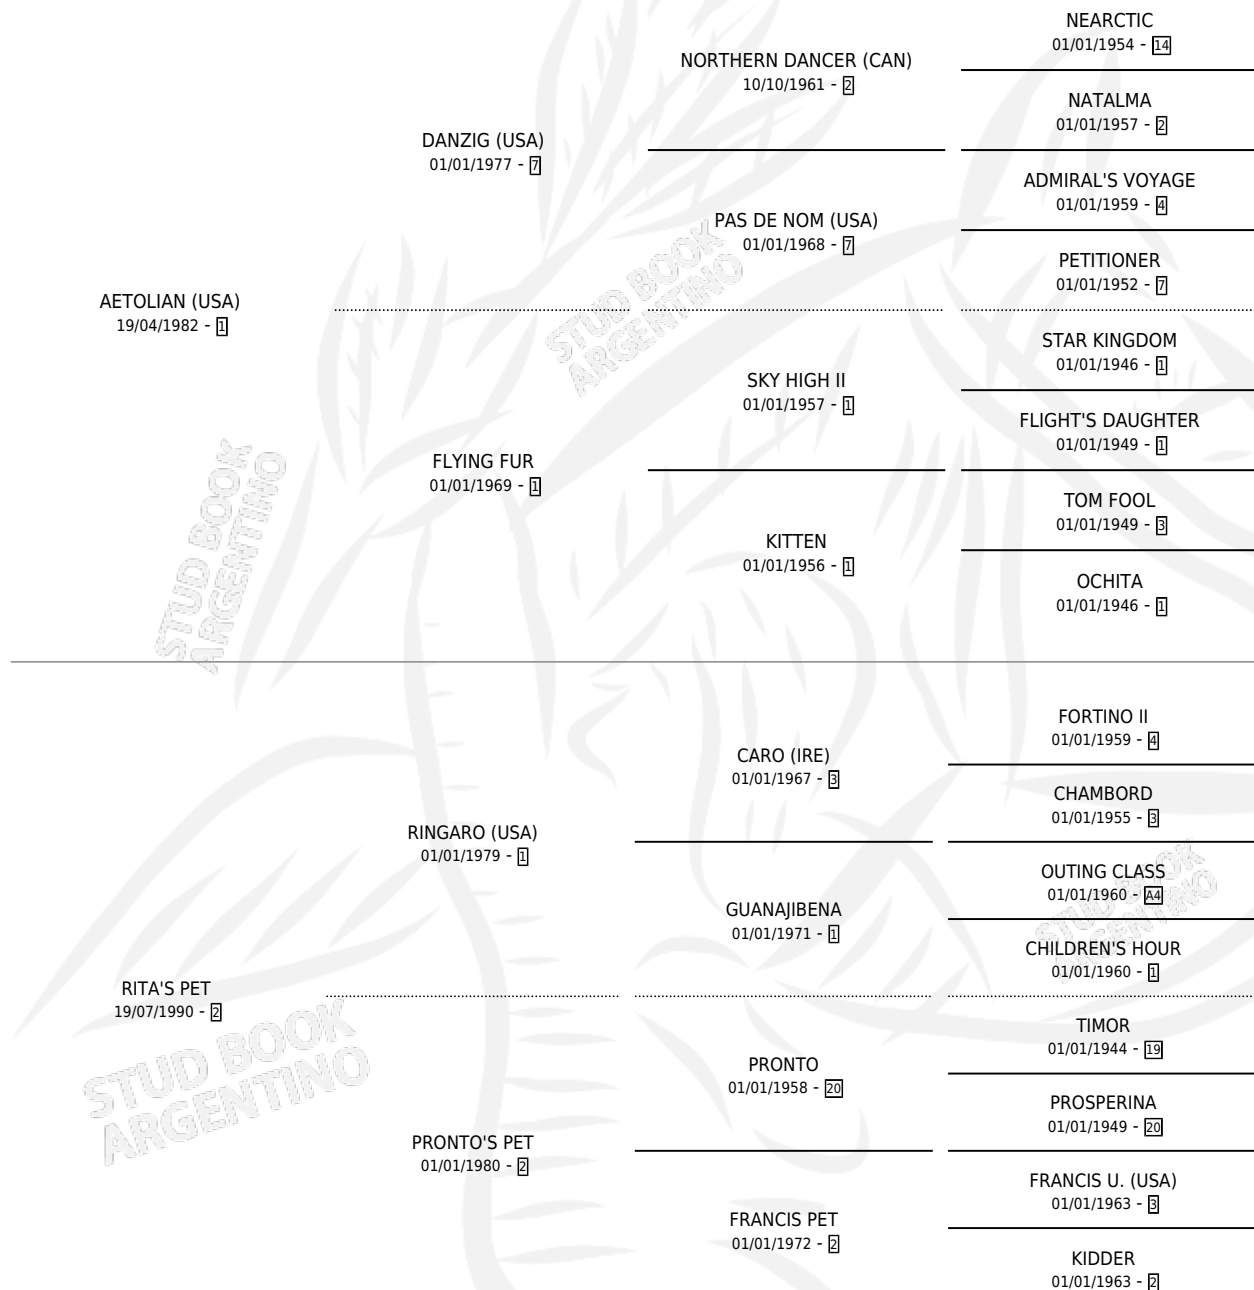 NEARCTIC
01/01/1954 - 14
NORTHERN DANCER (CAN)
10/10/1961 - 2
NATALMA
01/01/1957 - 2
DANZIG (USA)
01/01/1977 - 7
ADMIRAL'S VOYAGE
01/01/1959 - 4
PAS DE NOM (USA)
01/01/1968 - 7
PETITIONER
01/01/1952 - 7
AETOLIAN (USA)
19/04/1982 - 1
STUD BOOK
ARGENTINO
STAR KINGDOM
01/01/1946 - 1
SKY HIGH II
01/01/1957 - 1
FLIGHT'S DAUGHTER
01/01/1949 - 1
FLYING FUR
01/01/1969 - 1
TOM FOOL
01/01/1949 - 3
KITTEN
01/01/1956 - 1
OCHITA
01/01/1946 - 1
STUD BOOK
ARGENTINO
FORTINO II
01/01/1959 - 4
CARO (IRE)
01/01/1967 - 3
CHAMBORD
01/01/1955 - 3
RINGARO (USA)
01/01/1979 - 1
OUTING CLASS
01/01/1960 - A4
GUANAJIBENA
01/01/1971 - 1
STUD BOOK
ARGENTINO
CHILDREN'S HOUR
01/01/1960 - 1
RITA'S PET
19/07/1990 - 2
STUD BOOK
ARGENTINO
TIMOR
01/01/1944 - 19
PRONTO
01/01/1958 - 20
PROSPERINA
01/01/1949 - 20
PRONTO'S PET
01/01/1980 - 2
FRANCIS U. (USA)
01/01/1963 - 3
FRANCIS PET
01/01/1972 - 2
KIDDER
01/01/1963 - 2